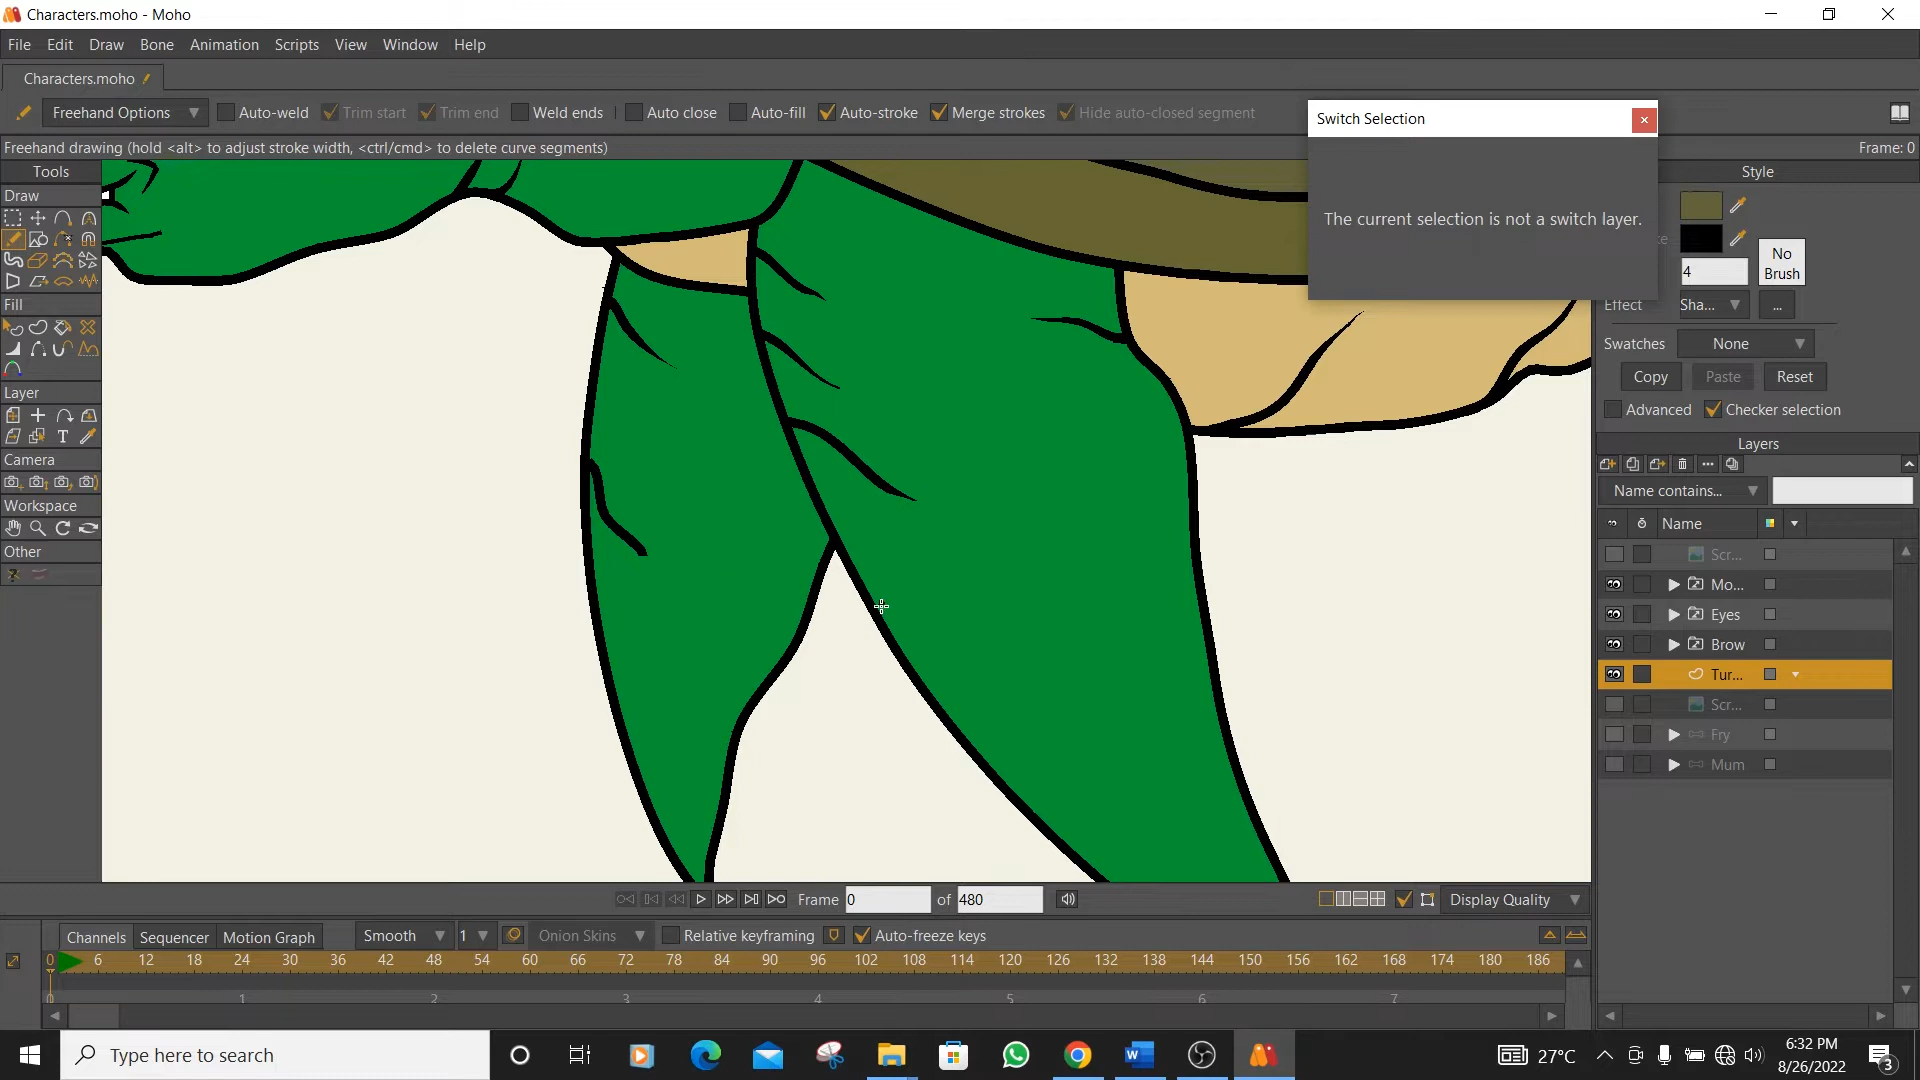 Characters.moho - Moho
File Edit Draw Bone Animation Scripts View Window Help
Characters.moho
Freehand Options Auto-weld Trim start Trim end Weld ends Auto close Auto-fill Auto-stroke Merge strokes Hide auto-closed segment
Freehand drawing (hold <alt> to adjust stroke width, <ctrl/cmd> to delete curve segments)
Frame: 0
Tools
Draw
Fill
Layer
Camera
Workspace
Other
Switch Selection
The current selection is not a switch layer.
Style
4
No
Brush
Effect Sha... ...
Swatches None
Copy Paste Reset
Advanced Checker selection
Layers
Name contains...
Name
Scr...
Mo...
Eyes
Brow
Tur...
Scr...
Fry
Mum
Frame 0 of 480 Display Quality
Channels Sequencer Motion Graph Smooth 1 Onion Skins Relative keyframing Auto-freeze keys
0 6 12 18 24 30 36 42 48 54 60 66 72 78 84 90 96 102 108 114 120 126 132 138 144 150 156 162 168 174 180 186
0 1 2 3 4 5 6 7
Type here to search
27°C
6:32 PM
8/26/2022
3